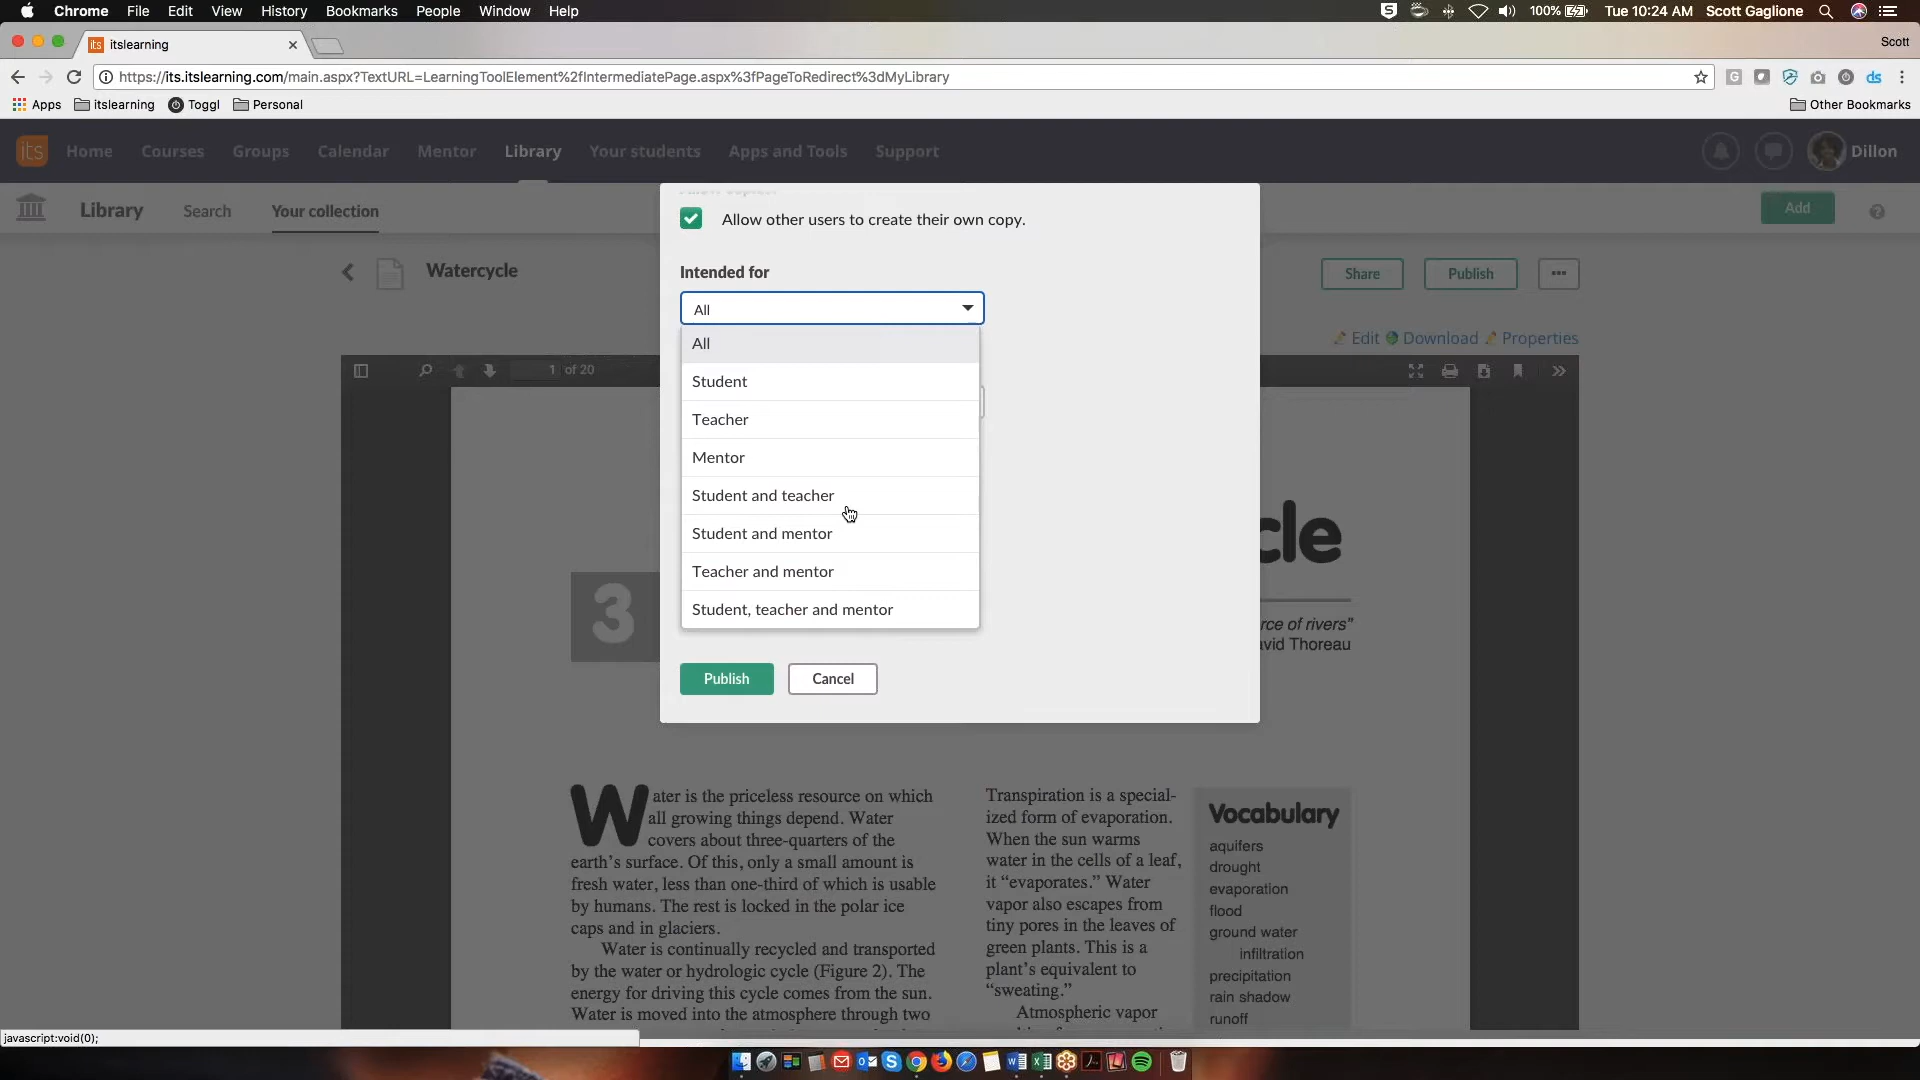 Chrome File Edit View History Bookmarks People Window Help 100% Tue 10:24 AM Scott Gaglione
its itslearning Scott
https://its.itslearning.com/main.aspx?TextURL=LearningToolElement%2fIntermediatePage.aspx%3fPageToRedirect%3dMyLibrary
Apps itslearning Toggl Personal Other Bookmarks
its Home Courses Groups Calendar Mentor Library Your students Apps and Tools Support Dillon
Library Search Your collection Add
Allow other users to create their own copy.
Watercycle Share Publish
Intended for
All
Edit Download Properties
All
1 of 20
Student
Teacher
Mentor
Student and teacher
Student and mentor
cle
Teacher and mentor
Student, teacher and mentor
3
rce of rivers"
avid Thoreau
Publish Cancel
Water is the priceless resource on which
all growing things depend. Water
covers about three-quarters of the
earth's surface. Of this, only a small amount is
fresh water, less than one-third of which is usable
by humans. The rest is locked in the polar ice
caps and in glaciers.
Water is continually recycled and transported
by the water or hydrologic cycle (Figure 2). The
energy for driving this cycle comes from the sun.
Water is moved into the atmosphere through two
Transpiration is a special-
ized form of evaporation.
When the sun warms
water in the cells of a leaf,
it “evaporates.” Water
vapor also escapes from
tiny pores in the leaves of
green plants. This is a
plant's equivalent to
“sweating.”
Atmospheric vapor
Vocabulary
aquifers
drought
evaporation
flood
ground water
infiltration
precipitation
rain shadow
runoff
javascript:void(0);